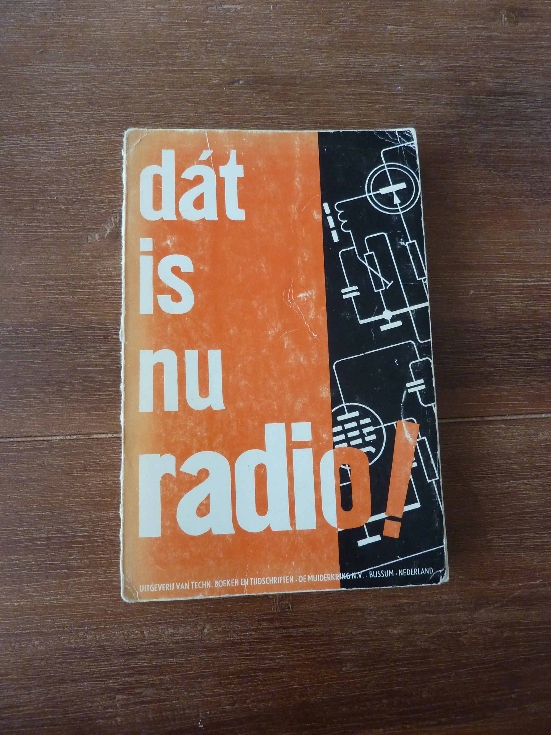 dát
is
nu
radio!
UITGEVERIJ VAN TECHN. BOEKEN EN TIJDSCHRIFTEN - DE MUIDERKRING N.V. - BUSSUM - NEDERLAND